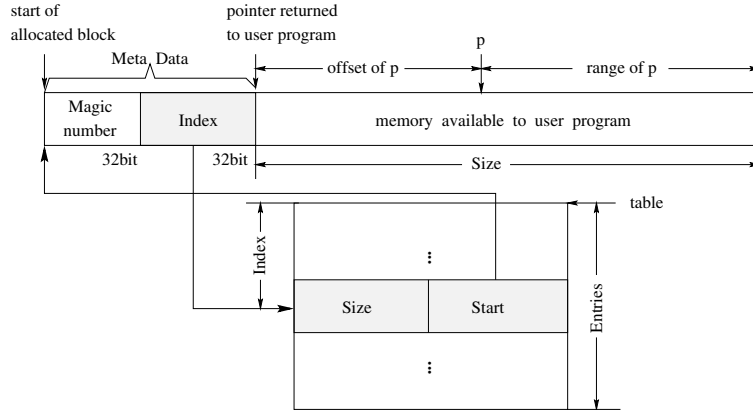 start of
allocated block
pointer returned
to user program
p
Meta Data
offset of p
range of p
Magic
number
Index
memory available to user program
32bit
32bit
Size
table
Index
...
Size
Start
Entries
...